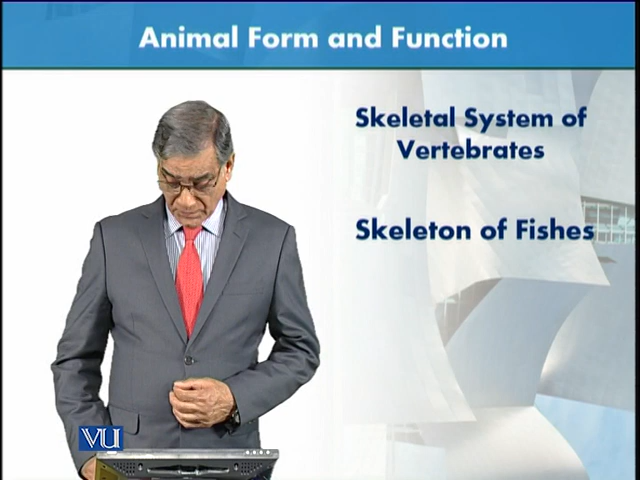 Animal Form and Function
Skeletal System of
Vertebrates
Skeleton of Fishes
VU